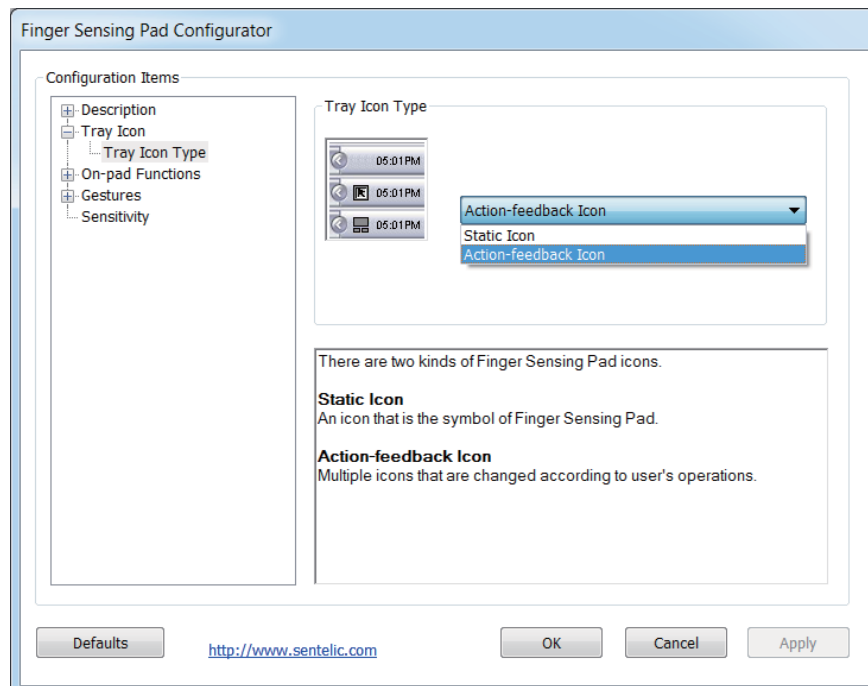 Finger Sensing Pad Configurator
Configuration Items
Description
Tray Icon
Tray Icon Type
On-pad Functions
Gestures
Sensitivity
Tray Icon Type
05:01PM
05:01PM
05:01PM
Action-feedback Icon
Static Icon
Action-feedback Icon
There are two kinds of Finger Sensing Pad icons.
Static Icon
An icon that is the symbol of Finger Sensing Pad.
Action-feedback Icon
Multiple icons that are changed according to user's operations.
Defaults
http://www.sentelic.com
OK
Cancel
Apply